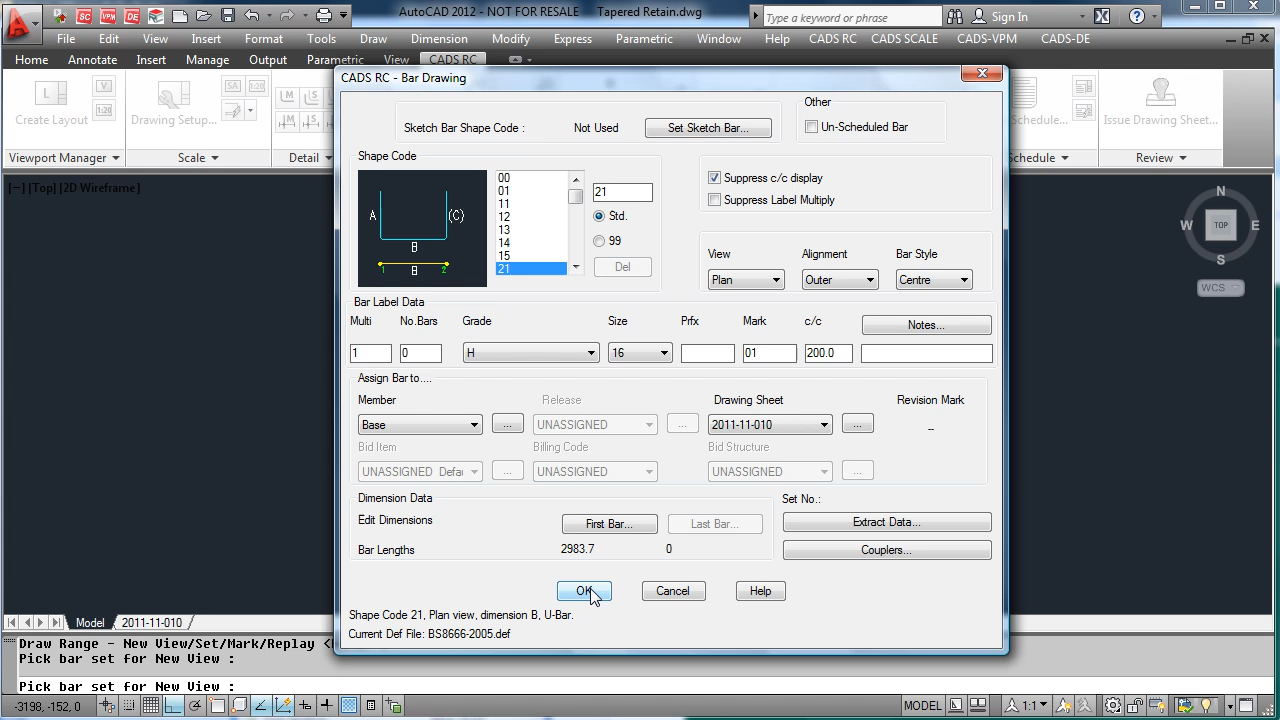 AutoCAD 2012 - NOT FOR RESALE Tapered Retain.dwg
Type a keyword or phrase
Sign In
SC VPM DE
File Edit View Insert Format Tools Draw Dimension Modify Express Parametric Window Help CADS RC CADS SCALE CADS-VPM CADS-DE
Home Annotate Insert Manage Output Parametric View CADS RC
Create Layout
Drawing Setup...
Schedule...
Issue Drawing Sheet...
Viewport Manager Scale Detail Schedule Review
[−] [Top] [2D Wireframe]
N
W TOP E
S
WCS
CADS RC - Bar Drawing
Sketch Bar Shape Code : Not Used Set Sketch Bar...
Other
Un-Scheduled Bar
Shape Code
A B (C)
1 B 2
00
01
11
12
13
14
15
21
21
Std.
99
Del
Suppress c/c display
Suppress Label Multiply
View Alignment Bar Style
Plan Outer Centre
Bar Label Data
Multi No.Bars Grade Size Prfx Mark c/c Notes...
1 0 H 16 01 200.0
Assign Bar to....
Member Release Drawing Sheet Revision Mark
Base ... UNASSIGNED ... 2011-11-010 ... --
Bid Item Billing Code Bid Structure
UNASSIGNED Defau ... UNASSIGNED UNASSIGNED ...
Dimension Data
Set No.:
Edit Dimensions First Bar... Last Bar... Extract Data...
Bar Lengths 2983.7 0 Couplers...
OK Cancel Help
Shape Code 21, Plan view, dimension B, U-Bar.
Current Def File: BS8666-2005.def
Model 2011-11-010
Draw Range - New View/Set/Mark/Replay <
Pick bar set for New View :
Pick bar set for New View :
-3198, -152, 0 MODEL 1:1